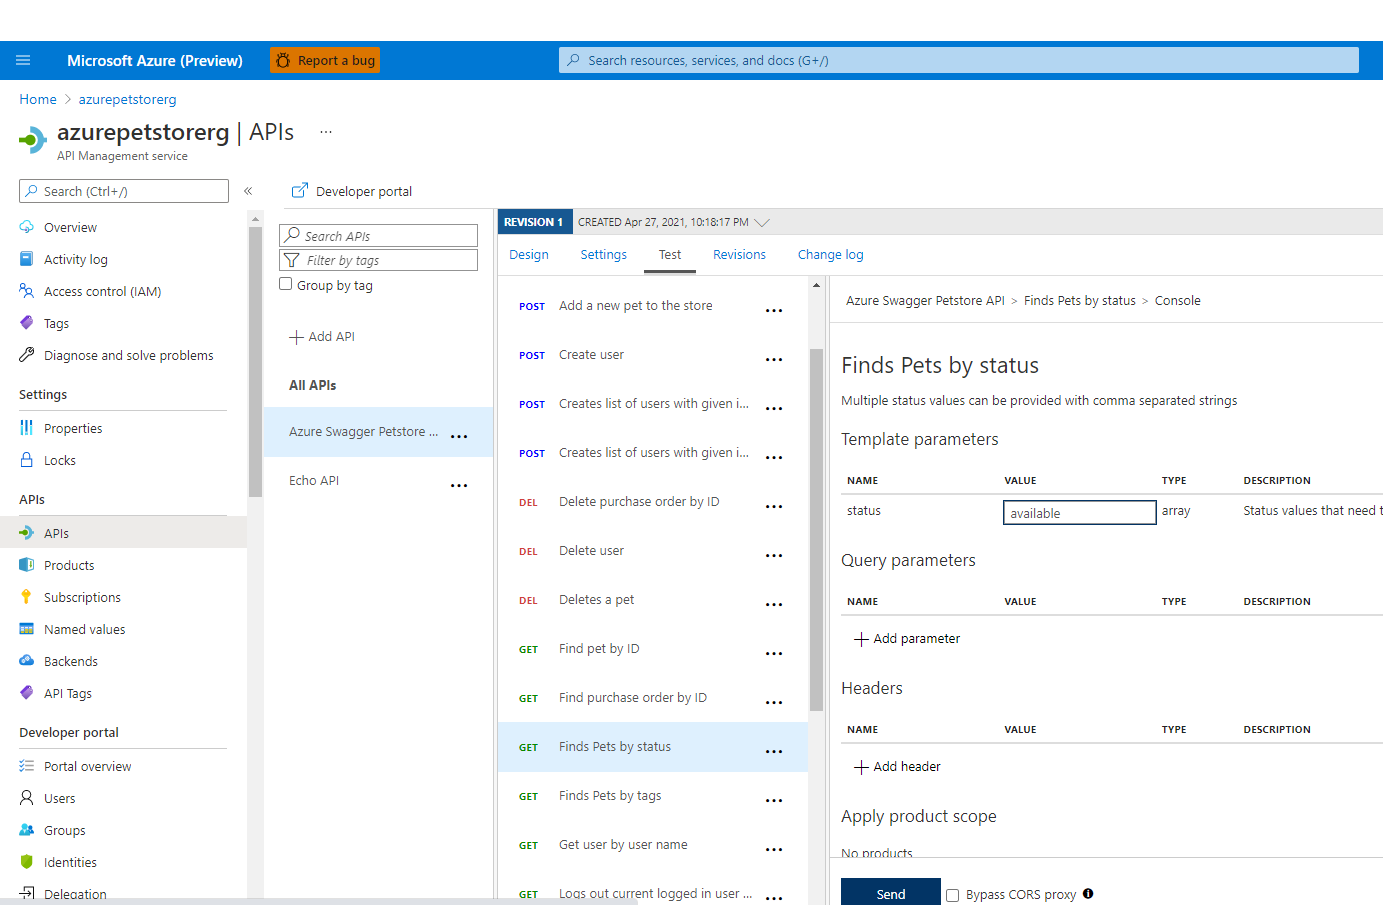 Microsoft Azure (Preview)
Report a bug
Search resources, services, and docs (G+/)
Home > azurepetstorerg
azurepetstorerg | APIs ...
API Management service
Search (Ctrl+/)
«
Overview
Activity log
Access control (IAM)
Tags
Diagnose and solve problems
Settings
Properties
Locks
APIs
APIs
Products
Subscriptions
Named values
Backends
API Tags
Developer portal
Portal overview
Users
Groups
Identities
Delegation
Developer portal
Search APIs
Filter by tags
Group by tag
Add API
All APIs
Azure Swagger Petstore ... ...
Echo API ...
REVISION 1 CREATED Apr 27, 2021, 10:18:17 PM
Design Settings Test Revisions Change log
POST Add a new pet to the store ...
POST Create user ...
POST Creates list of users with given i... ...
POST Creates list of users with given i... ...
DEL Delete purchase order by ID ...
DEL Delete user ...
DEL Deletes a pet ...
GET Find pet by ID ...
GET Find purchase order by ID ...
GET Finds Pets by status ...
GET Finds Pets by tags ...
GET Get user by user name ...
GET Logs out current logged in user ... ...
Azure Swagger Petstore API > Finds Pets by status > Console
Finds Pets by status
Multiple status values can be provided with comma separated strings
Template parameters
NAME VALUE TYPE DESCRIPTION
status available array Status values that need t
Query parameters
NAME VALUE TYPE DESCRIPTION
Add parameter
Headers
NAME VALUE TYPE DESCRIPTION
Add header
Apply product scope
No products
Send Bypass CORS proxy